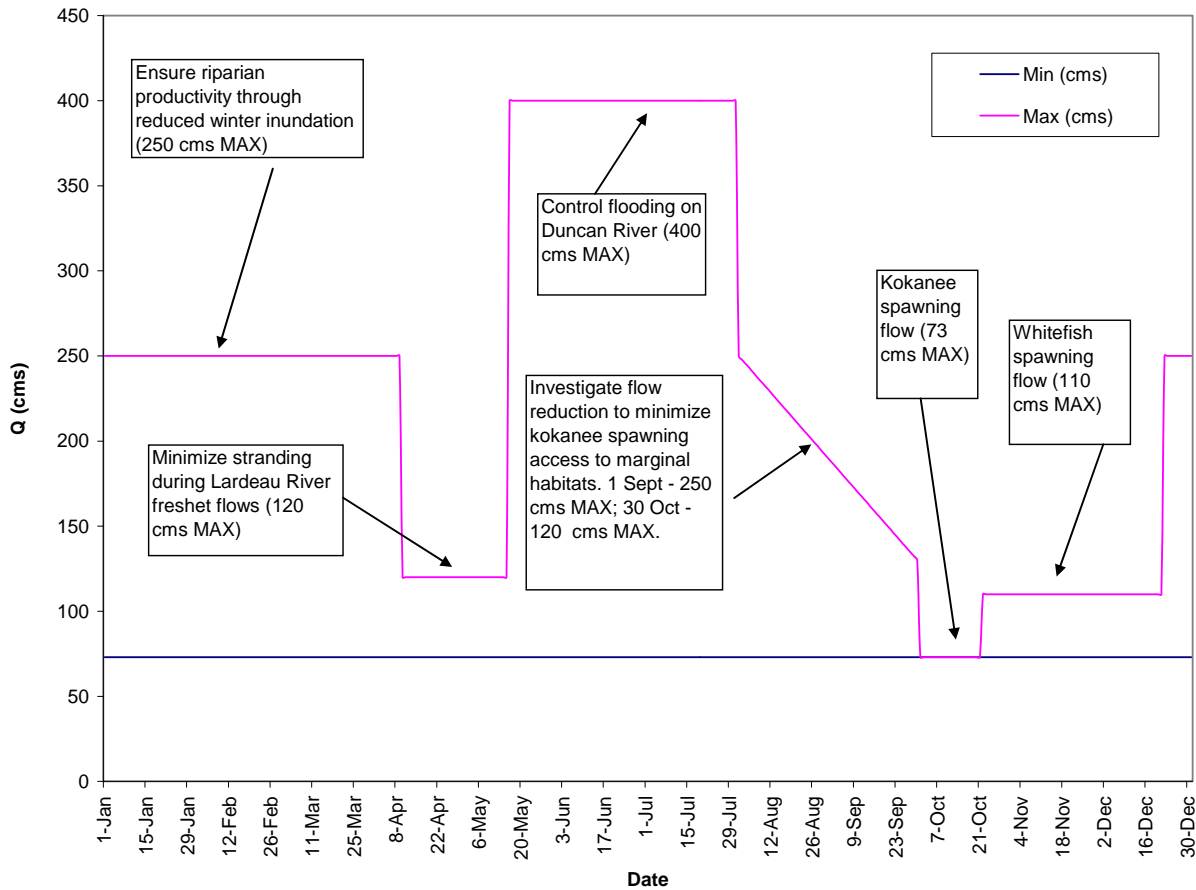 450
400
350
300
250
200
150
100
50
0
Q (cms)
Ensure riparian
productivity through
reduced winter inundation
(250 cms MAX)
Min (cms)
Max (cms)
Control flooding on
Duncan River (400
cms MAX)
Kokanee
spawning
flow (73
cms MAX)
Whitefish
spawning
flow (110
cms MAX)
Investigate flow
reduction to minimize
kokanee spawning
access to marginal
habitats. 1 Sept - 250
cms MAX; 30 Oct -
120 cms MAX.
Minimize stranding
during Lardeau River
freshet flows (120
cms MAX)
1-Jan
15-Jan
29-Jan
12-Feb
26-Feb
11-Mar
25-Mar
8-Apr
22-Apr
6-May
20-May
3-Jun
17-Jun
1-Jul
15-Jul
29-Jul
12-Aug
26-Aug
9-Sep
23-Sep
7-Oct
21-Oct
4-Nov
18-Nov
2-Dec
16-Dec
30-Dec
Date